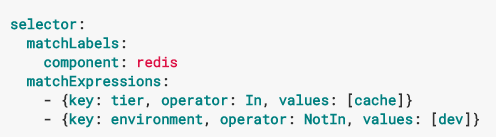 selector:
  matchLabels:
    component: redis
  matchExpressions:
    - {key: tier, operator: In, values: [cache]}
    - {key: environment, operator: NotIn, values: [dev]}